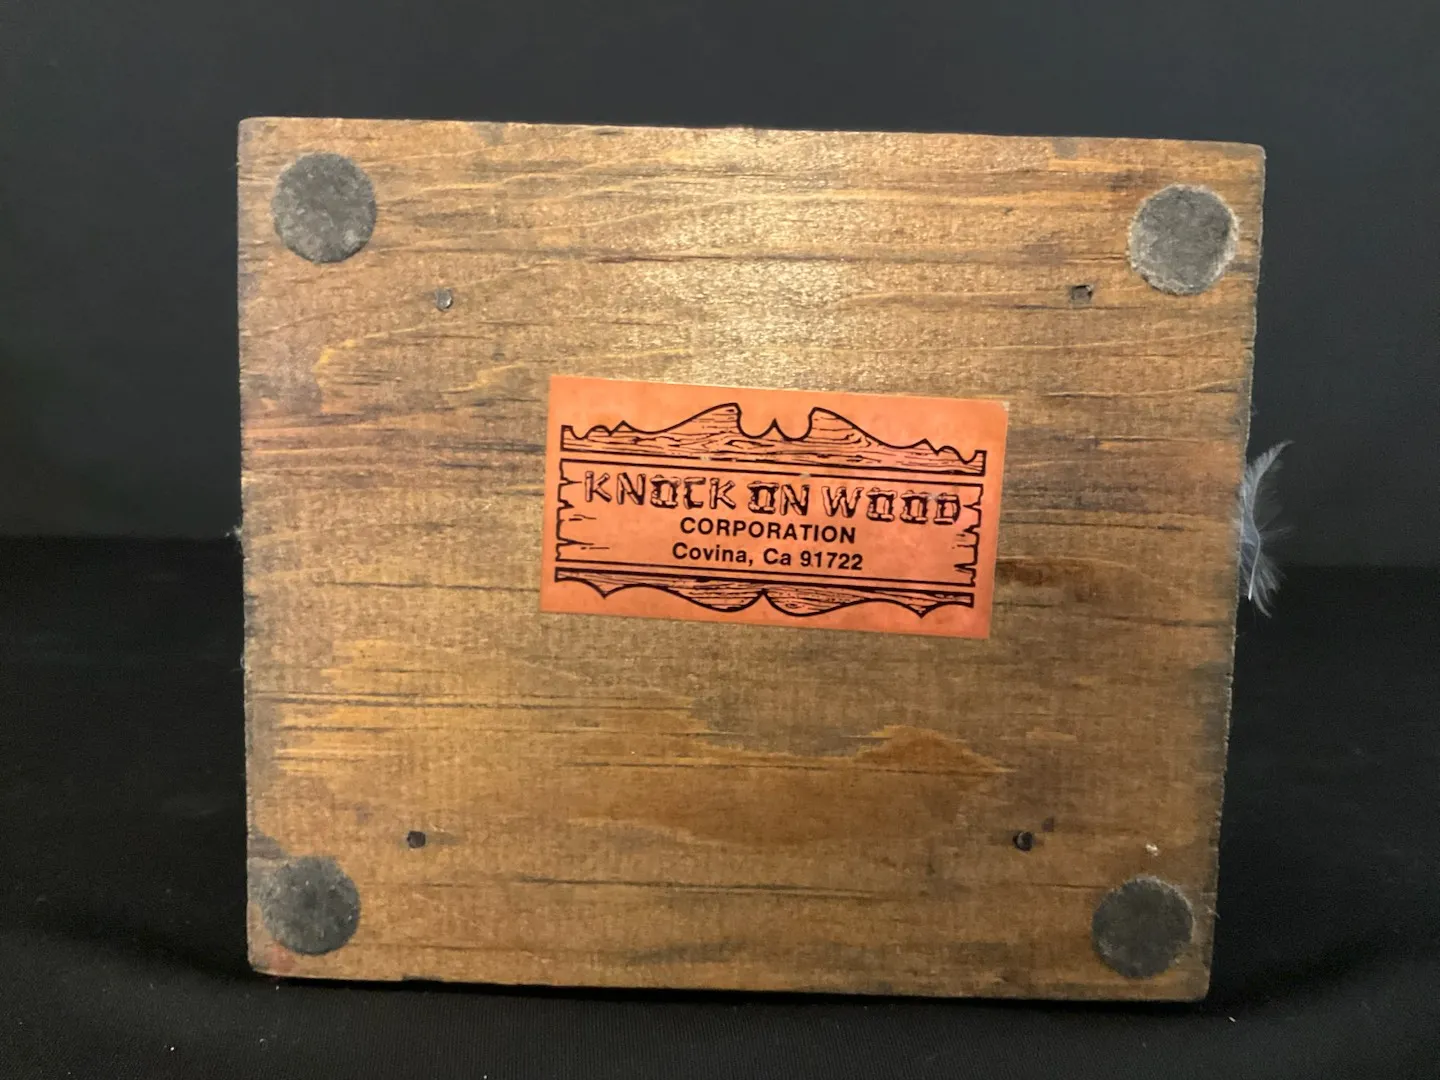 KNOCK ON WOOD
CORPORATION
Covina, Ca 91722